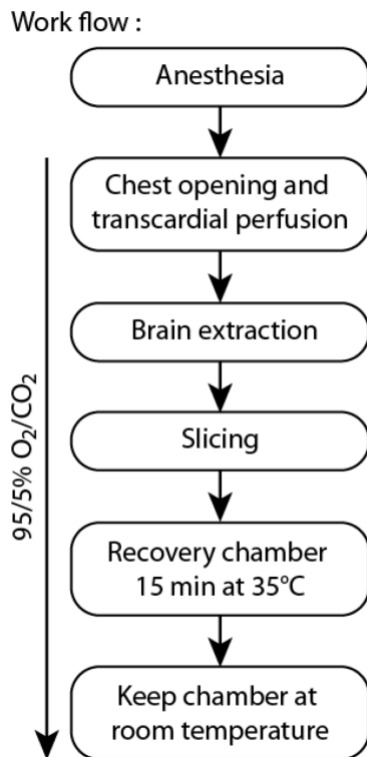 Work flow :
Anesthesia
Chest opening and
transcardial perfusion
Brain extraction
Slicing
Recovery chamber
15 min at 35°C
Keep chamber at
room temperature
95/5% O₂/CO₂